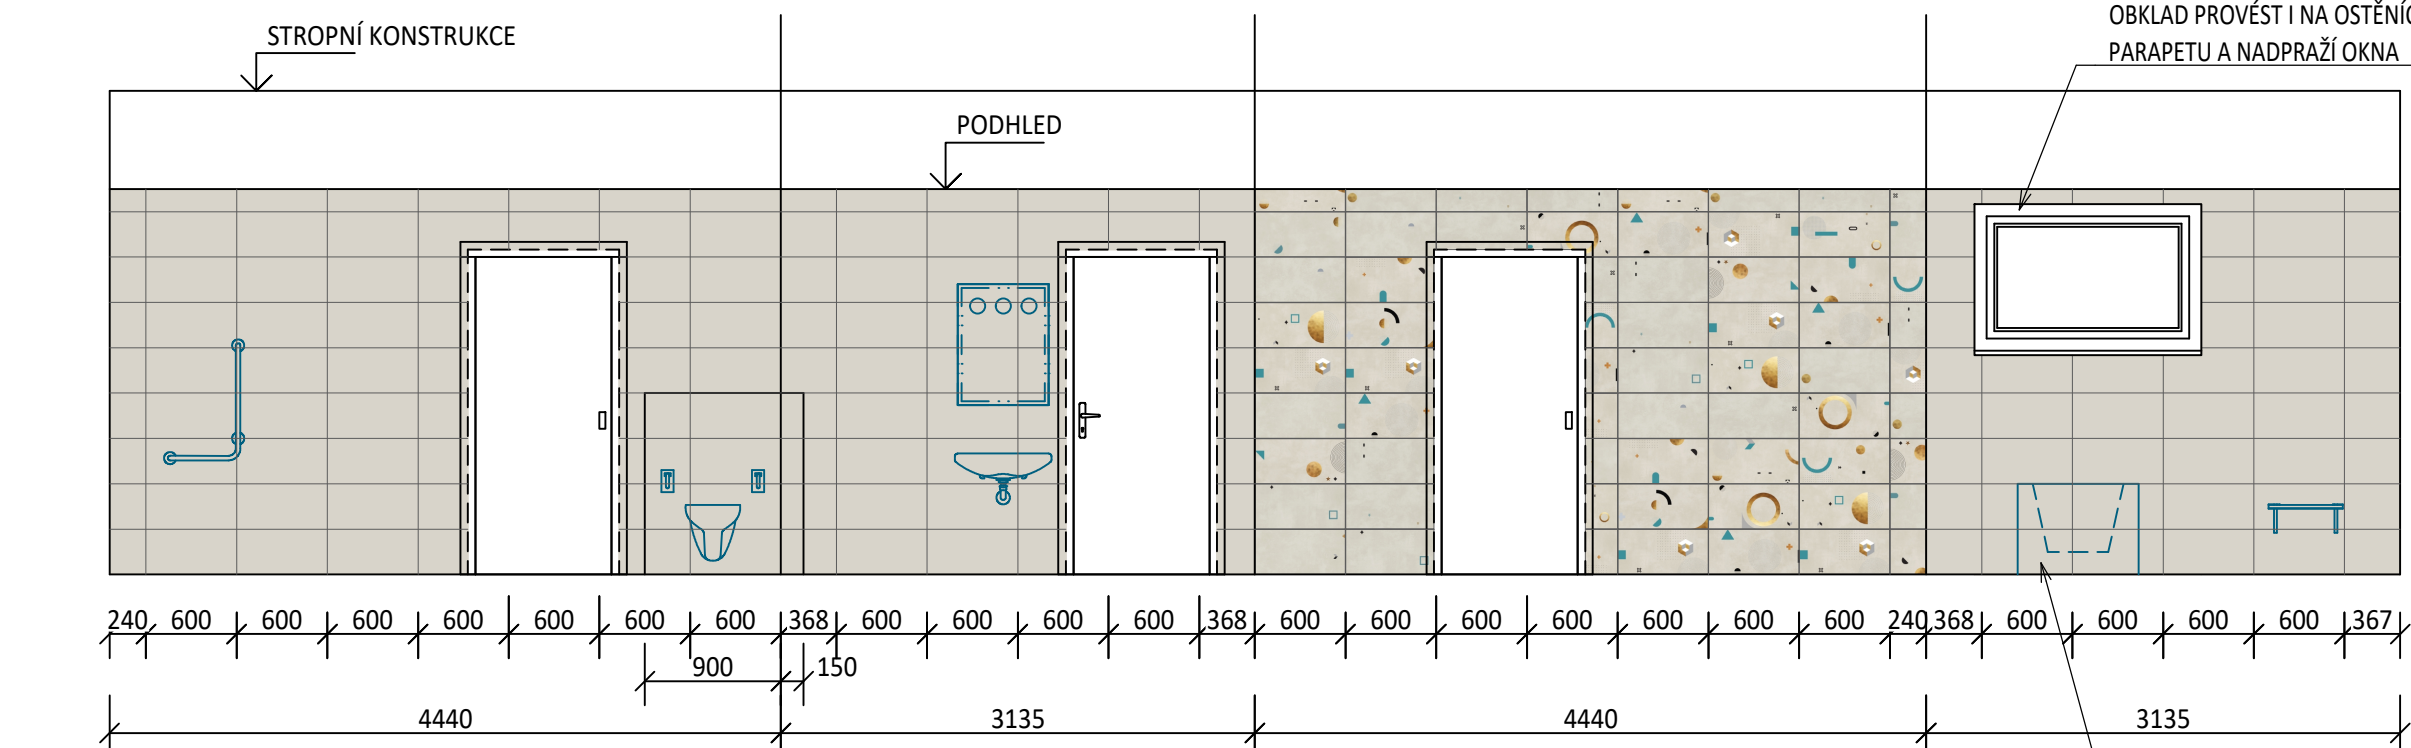 OBKLAD PROVÉST I NA OSTĚNÍC
STROPNÍ KONSTRUKCE
PARAPETU A NADPRAŽÍ OKNA
PODHLED
240 600 600 600 600 600 600 600 368 600 600 600 600 368 600 600 600 600 600 600 600 240 368 600 600 600 600 367
900 150
4440 3135 4440 3135